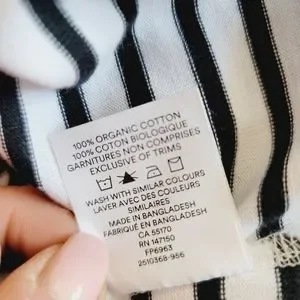 100% ORGANIC COTTON
100% COTON BIOLOGIQUE
GARNITURES NON COMPRISES
EXCLUSIVE OF TRIMS
WASH WITH SIMILAR COLOURS
LAVER AVEC DES COULEURS
SIMILAIRES
MADE IN BANGLADESH
FABRIQUÉ EN BANGLADESH
CA 55170
RN 147150
FP6963
2510368-966